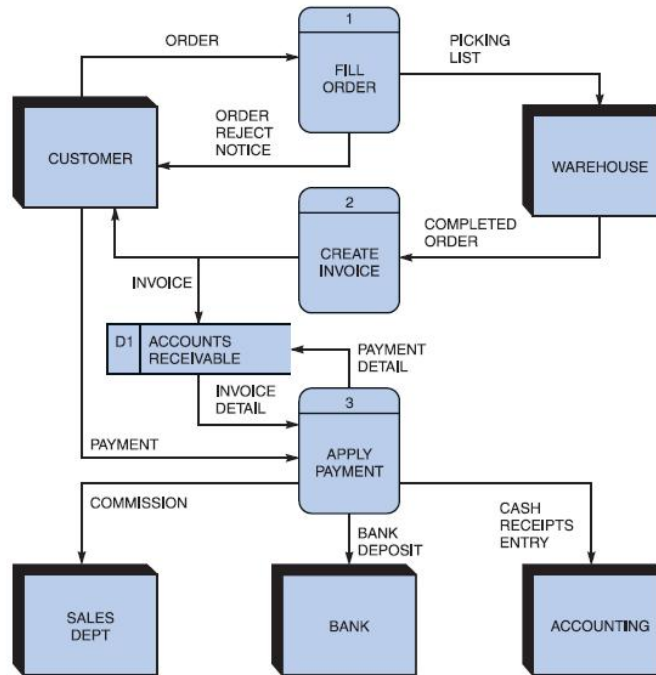 1
ORDER
FILL
ORDER
PICKING
LIST
ORDER
REJECT
NOTICE
CUSTOMER
WAREHOUSE
2
CREATE
INVOICE
COMPLETED
ORDER
INVOICE
D1
ACCOUNTS
RECEIVABLE
PAYMENT
DETAIL
INVOICE
DETAIL
3
APPLY
PAYMENT
PAYMENT
COMMISSION
BANK
DEPOSIT
CASH
RECEIPTS
ENTRY
SALES
DEPT
BANK
ACCOUNTING